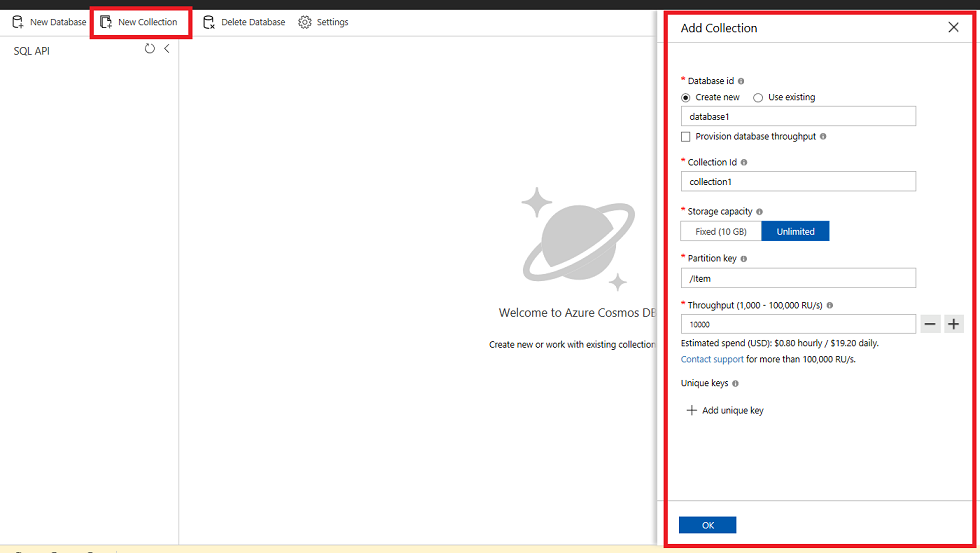 New Database New Collection Delete Database Settings
SQL API
Welcome to Azure Cosmos DB
Create new or work with existing collection
Add Collection
* Database id
Create new Use existing
database1
Provision database throughput
* Collection Id
collection1
* Storage capacity
Fixed (10 GB) Unlimited
* Partition key
/Item
* Throughput (1,000 - 100,000 RU/s)
10000
Estimated spend (USD): $0.80 hourly / $19.20 daily.
Contact support for more than 100,000 RU/s.
Unique keys
Add unique key
OK